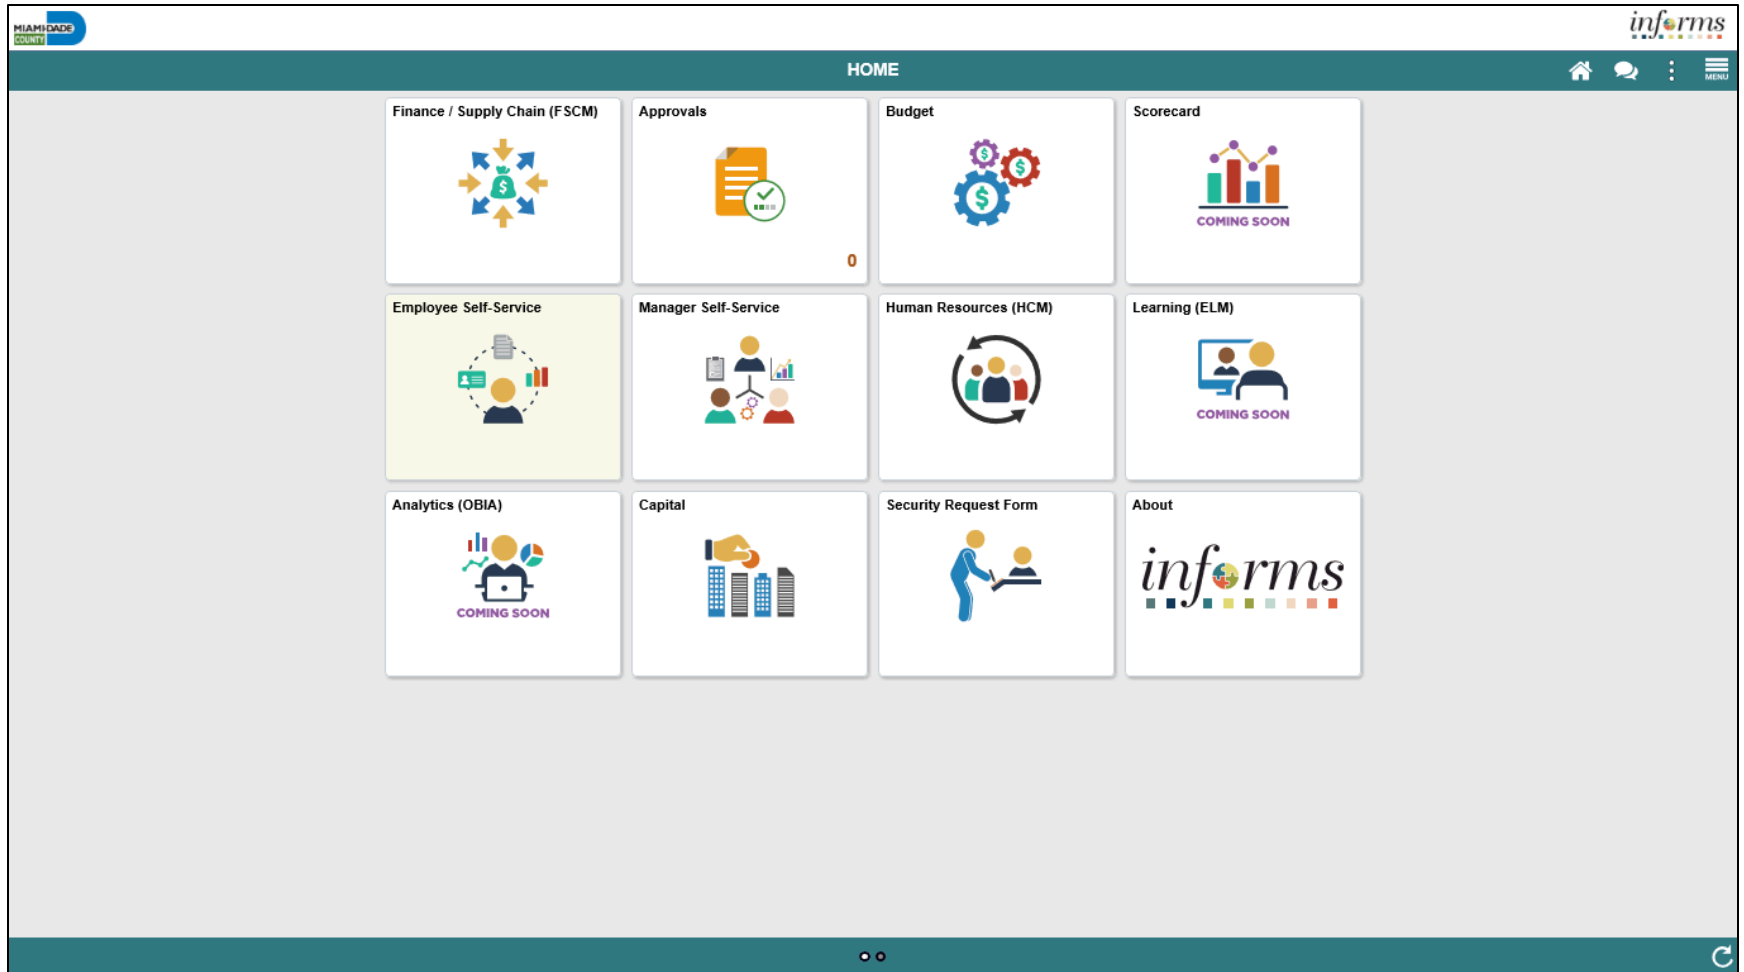 MIAMI-DADE
COUNTY
informs
HOME
MENU
Finance / Supply Chain (FSCM)
Approvals
0
Budget
Scorecard
COMING SOON
Employee Self-Service
Manager Self-Service
Human Resources (HCM)
Learning (ELM)
COMING SOON
Analytics (OBIA)
COMING SOON
Capital
Security Request Form
About
informs